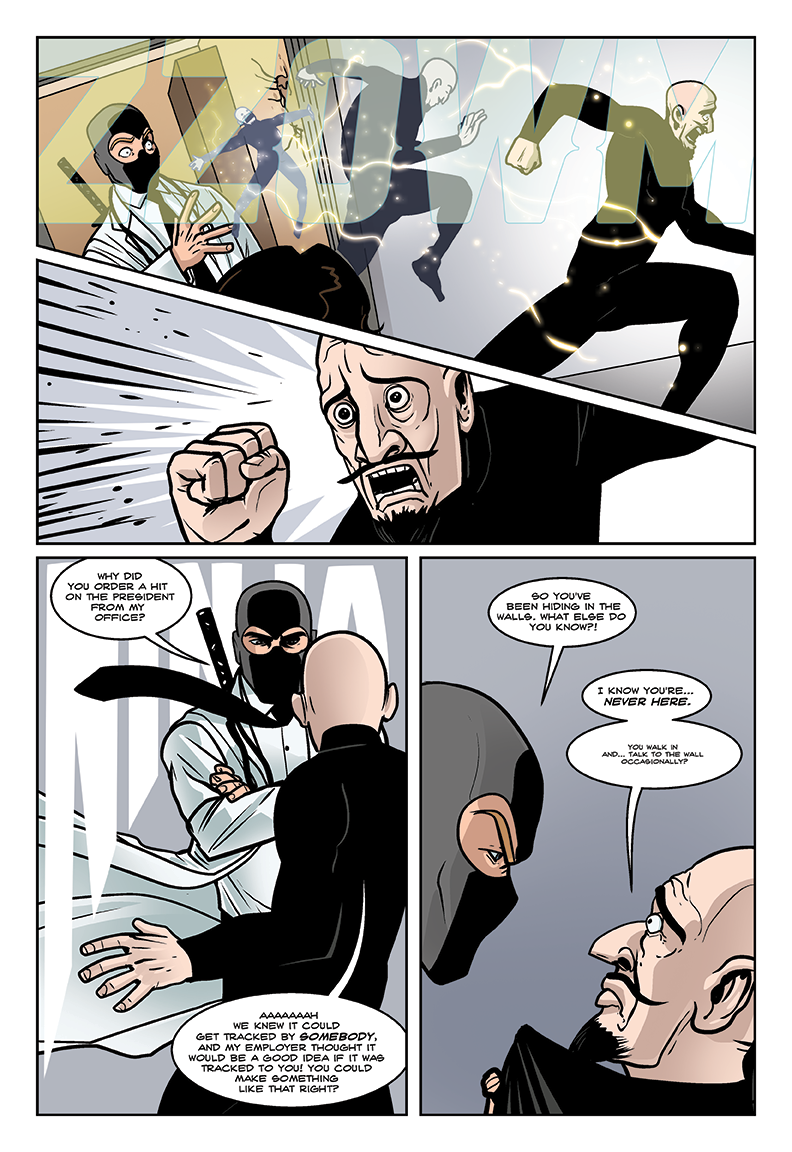 ZZOWM
WHY DID
YOU ORDER A HIT
ON THE PRESIDENT
FROM MY
OFFICE?
NINJA
AAAAAAAH
WE KNEW IT COULD
GET TRACKED BY SOMEBODY,
AND MY EMPLOYER THOUGHT IT
WOULD BE A GOOD IDEA IF IT WAS
TRACKED TO YOU! YOU COULD
MAKE SOMETHING
LIKE THAT RIGHT?
SO YOU'VE
BEEN HIDING IN THE
WALLS. WHAT ELSE DO
YOU KNOW?!
I KNOW YOU'RE...
NEVER HERE.
YOU WALK IN
AND... TALK TO THE WALL
OCCASIONALLY?